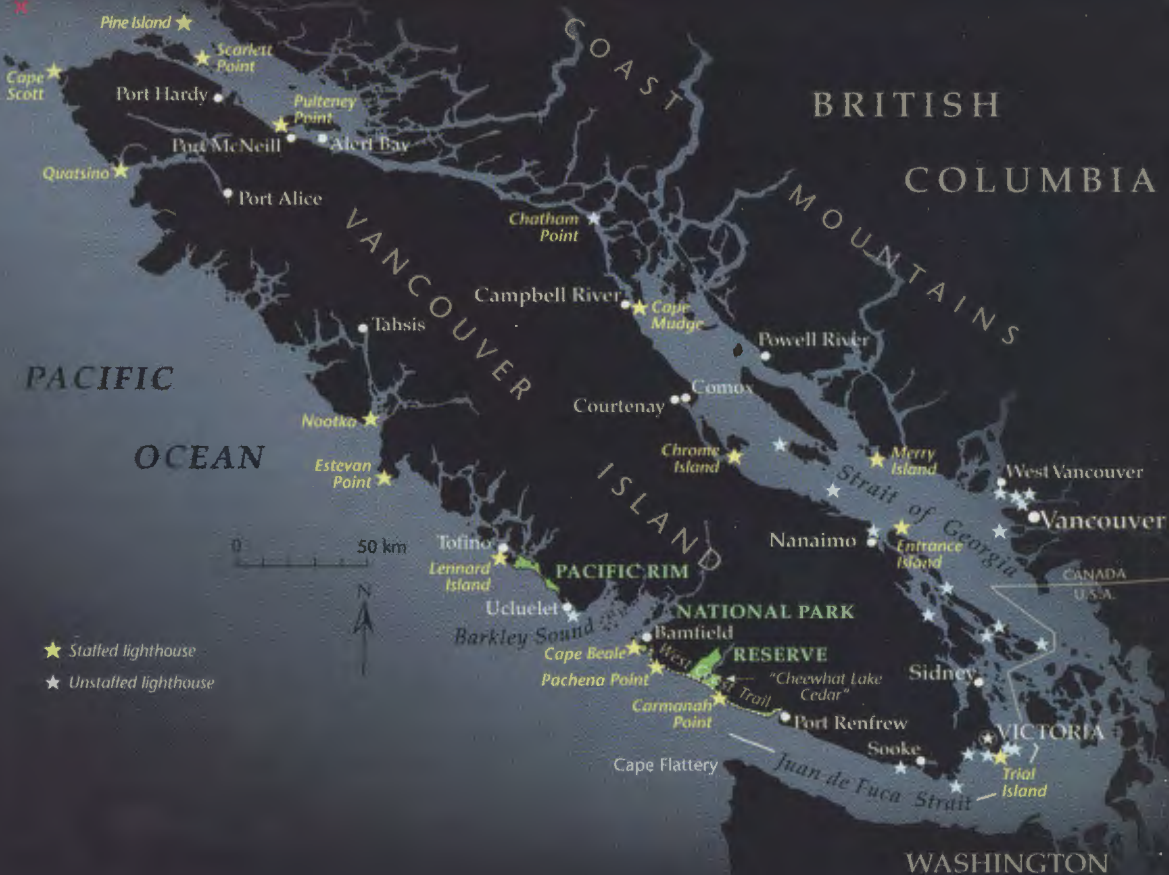 Pine Island
Scarlett
Point
Cape
Scott
Port Hardy
Pulteney
Point
Port McNeill
Alert Bay
Quatsino
Port Alice
COAST
MOUNTAINS
BRITISH
COLUMBIA
Chatham
Point
VANCOUVER
ISLAND
Campbell River
Cape
Mudge
Tahsis
Powell River
PACIFIC
OCEAN
Comox
Courtenay
Nootka
Estevan
Point
Chrome
Island
Merry
Island
West Vancouver
Vancouver
Strait of Georgia
Nanaimo
Entrance
Island
0 50 km
N
Tofino
Lennard
Island
PACIFIC RIM
NATIONAL PARK
RESERVE
CANADA
U.S.A.
Ucluelet
Barkley Sound
Bamfield
Cape Beale
Pachena Point
West Coast Trail
"Cheewhat Lake
Cedar"
Carmanah
Point
Port Renfrew
Sidney
VICTORIA
Sooke
Trial
Island
Cape Flattery
Juan de Fuca Strait
WASHINGTON
Staffed lighthouse
Unstaffed lighthouse